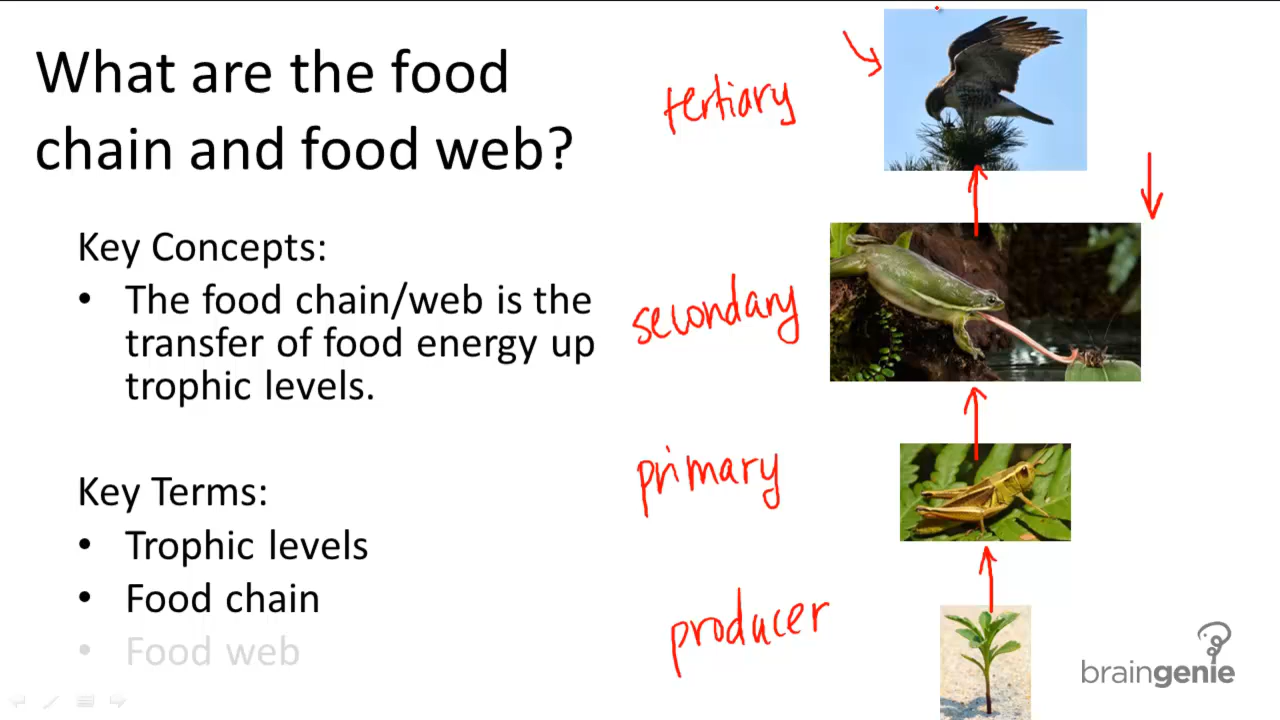 What are the food
chain and food web?
Key Concepts:
• The food chain/web is the
transfer of food energy up
trophic levels.
Key Terms:
• Trophic levels
• Food chain
• Food web
tertiary
secondary
primary
producer
braingenie